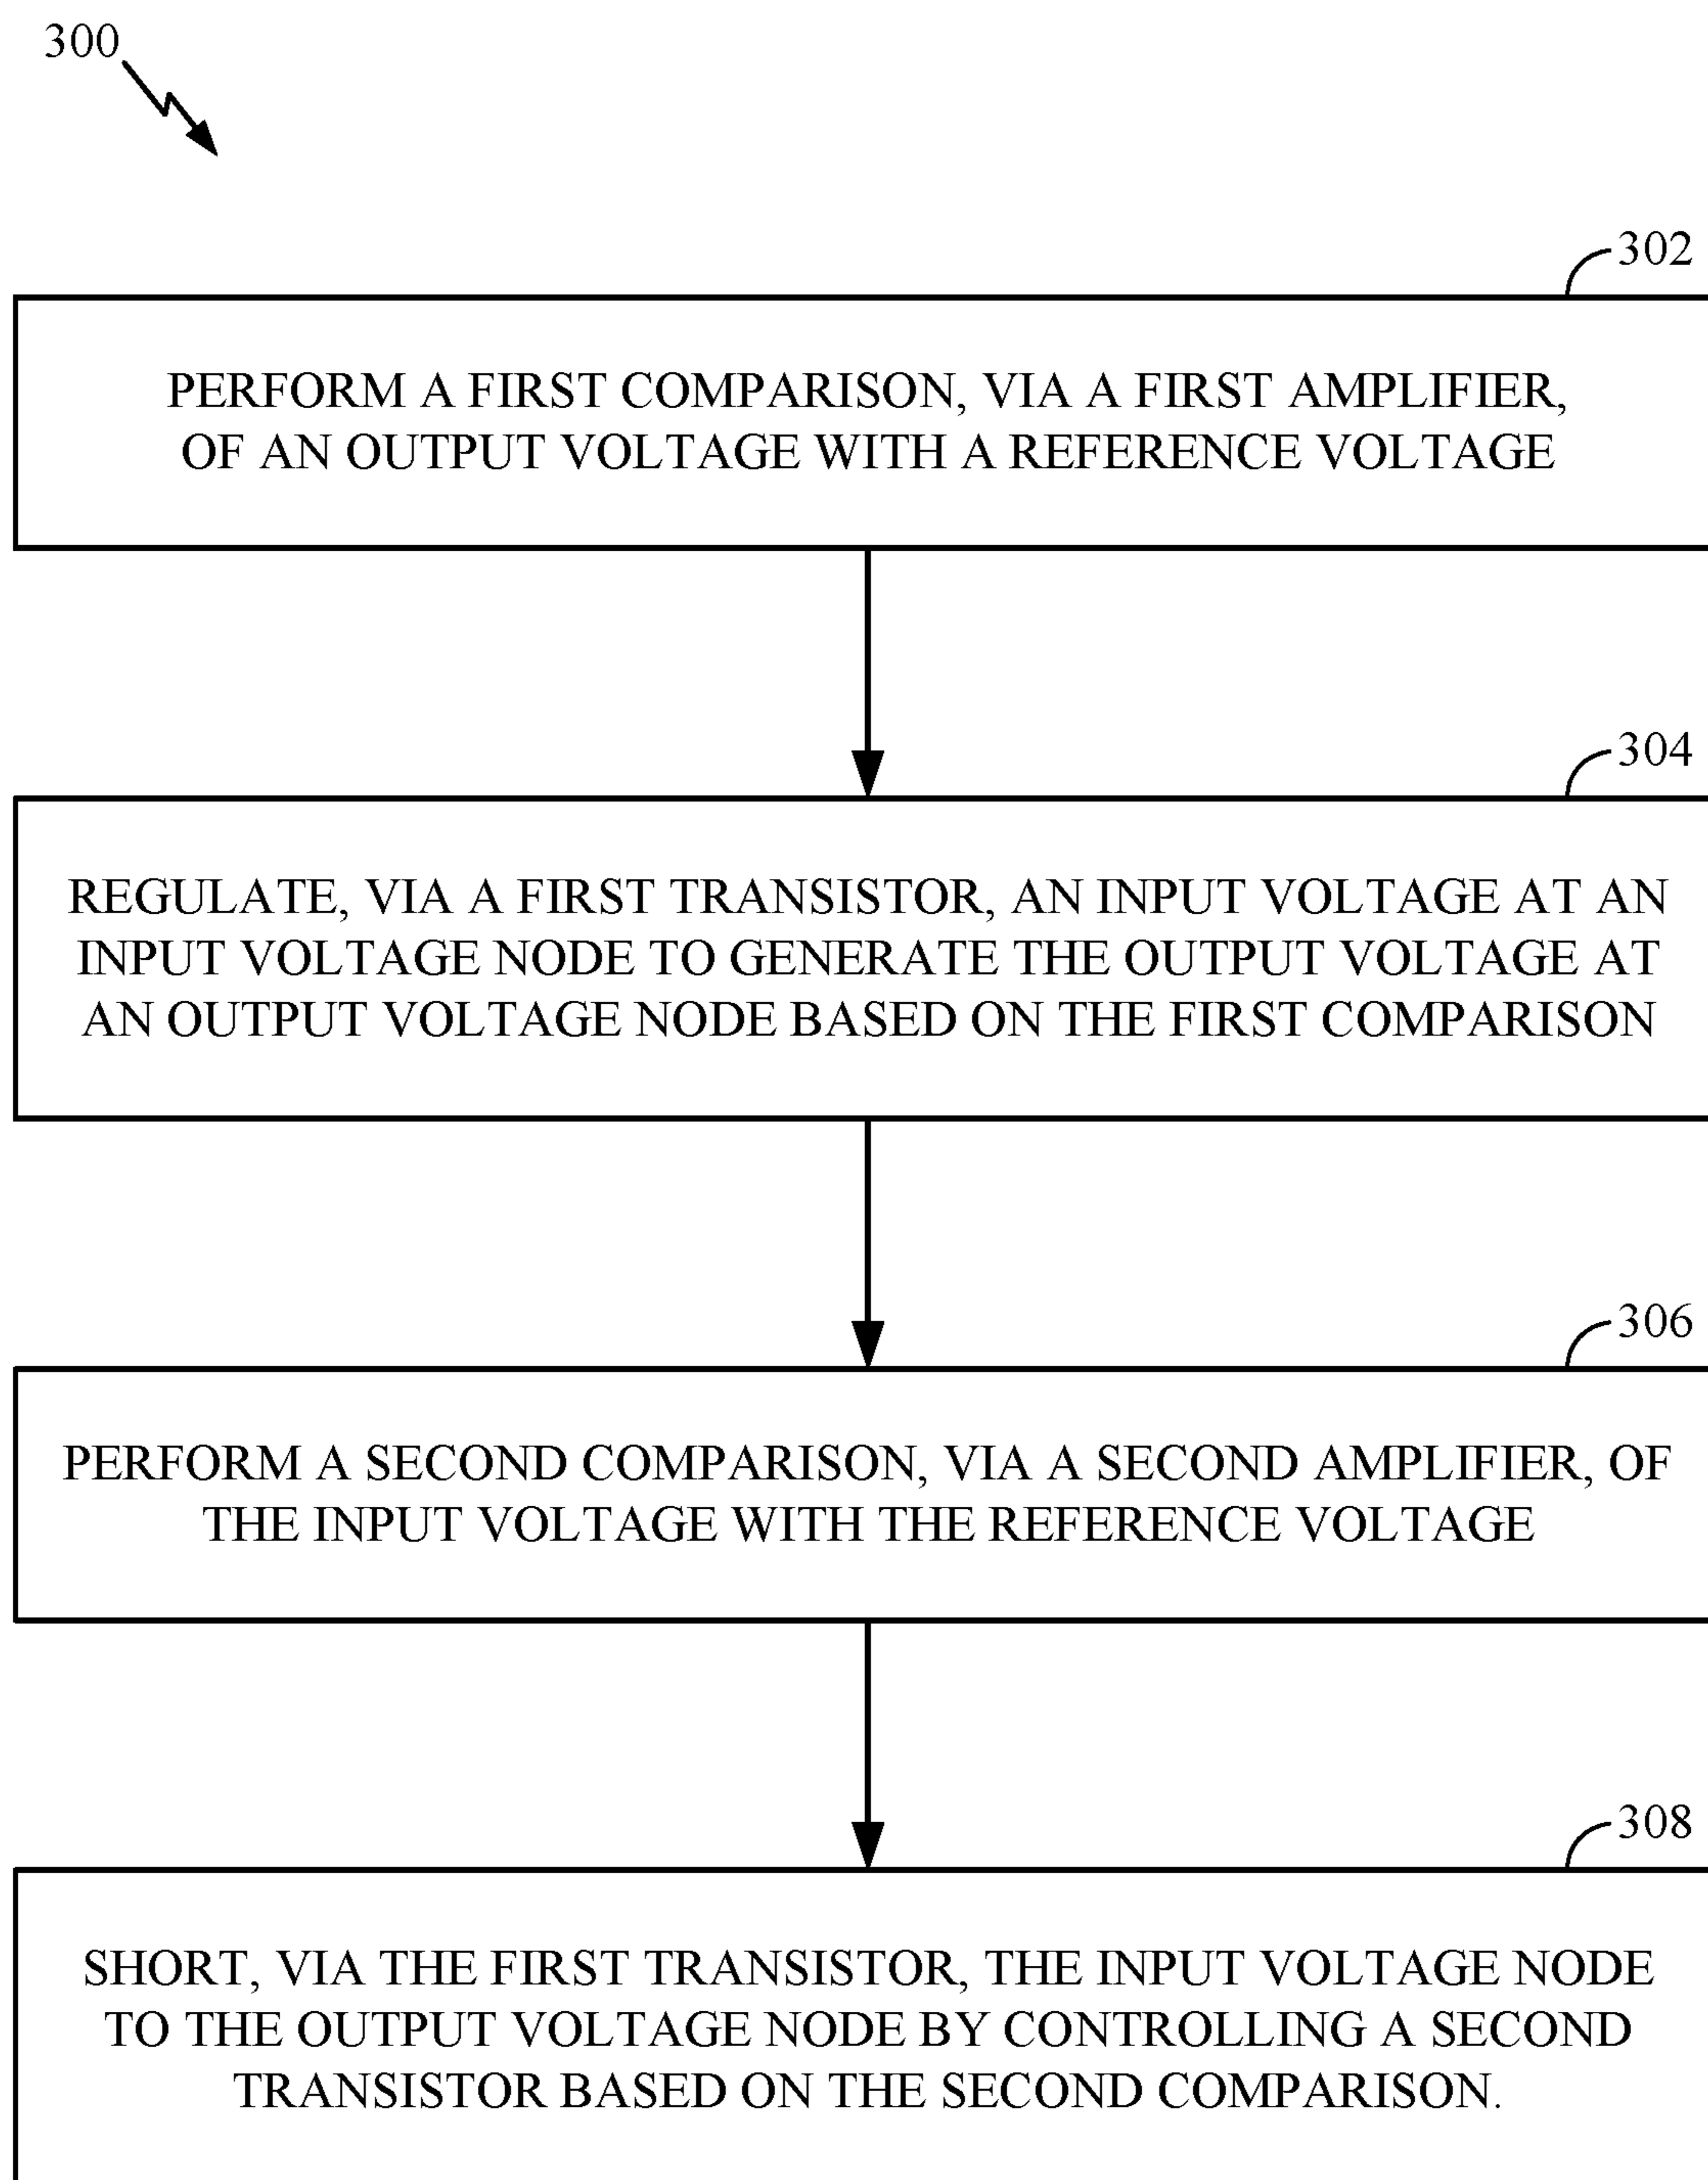 300
302
PERFORM A FIRST COMPARISON, VIA A FIRST AMPLIFIER,
OF AN OUTPUT VOLTAGE WITH A REFERENCE VOLTAGE
304
REGULATE, VIA A FIRST TRANSISTOR, AN INPUT VOLTAGE AT AN
INPUT VOLTAGE NODE TO GENERATE THE OUTPUT VOLTAGE AT
AN OUTPUT VOLTAGE NODE BASED ON THE FIRST COMPARISON
306
PERFORM A SECOND COMPARISON, VIA A SECOND AMPLIFIER, OF
THE INPUT VOLTAGE WITH THE REFERENCE VOLTAGE
308
SHORT, VIA THE FIRST TRANSISTOR, THE INPUT VOLTAGE NODE
TO THE OUTPUT VOLTAGE NODE BY CONTROLLING A SECOND
TRANSISTOR BASED ON THE SECOND COMPARISON.